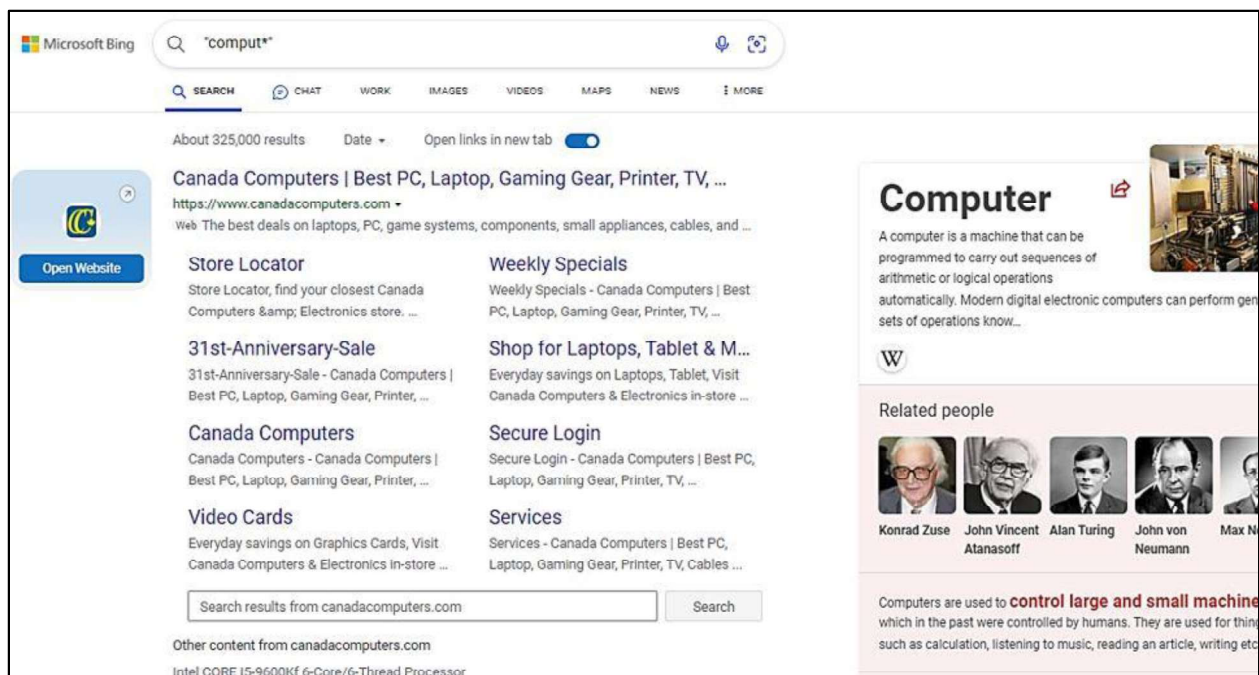 Microsoft Bing
"comput*"
SEARCH CHAT WORK IMAGES VIDEOS MAPS NEWS MORE
About 325,000 results Date Open links in new tab
Open Website
Canada Computers | Best PC, Laptop, Gaming Gear, Printer, TV, ...
https://www.canadacomputers.com
Web The best deals on laptops, PC, game systems, components, small appliances, cables, and ...
Store Locator
Store Locator, find your closest Canada
Computers &amp; Electronics store. ...
Weekly Specials
Weekly Specials - Canada Computers | Best
PC, Laptop, Gaming Gear, Printer, TV, ...
31st-Anniversary-Sale
31st-Anniversary-Sale - Canada Computers |
Best PC, Laptop, Gaming Gear, Printer, ...
Shop for Laptops, Tablet & M...
Everyday savings on Laptops, Tablet, Visit
Canada Computers & Electronics in-store ...
Canada Computers
Canada Computers - Canada Computers |
Best PC, Laptop, Gaming Gear, Printer, ...
Secure Login
Secure Login - Canada Computers | Best PC,
Laptop, Gaming Gear, Printer, TV, ...
Video Cards
Everyday savings on Graphics Cards, Visit
Canada Computers & Electronics in-store ...
Services
Services - Canada Computers | Best PC,
Laptop, Gaming Gear, Printer, TV, Cables ...
Search results from canadacomputers.com
Search
Other content from canadacomputers.com
Intel CORE I5-9600Kf 6-Core/6-Thread Processor
Computer
A computer is a machine that can be
programmed to carry out sequences of
arithmetic or logical operations
automatically. Modern digital electronic computers can perform gen
sets of operations know...
W
Related people
Konrad Zuse
John Vincent
Atanasoff
Alan Turing
John von
Neumann
Max
Computers are used to control large and small machine
which in the past were controlled by humans. They are used for thing
such as calculation, listening to music, reading an article, writing etc